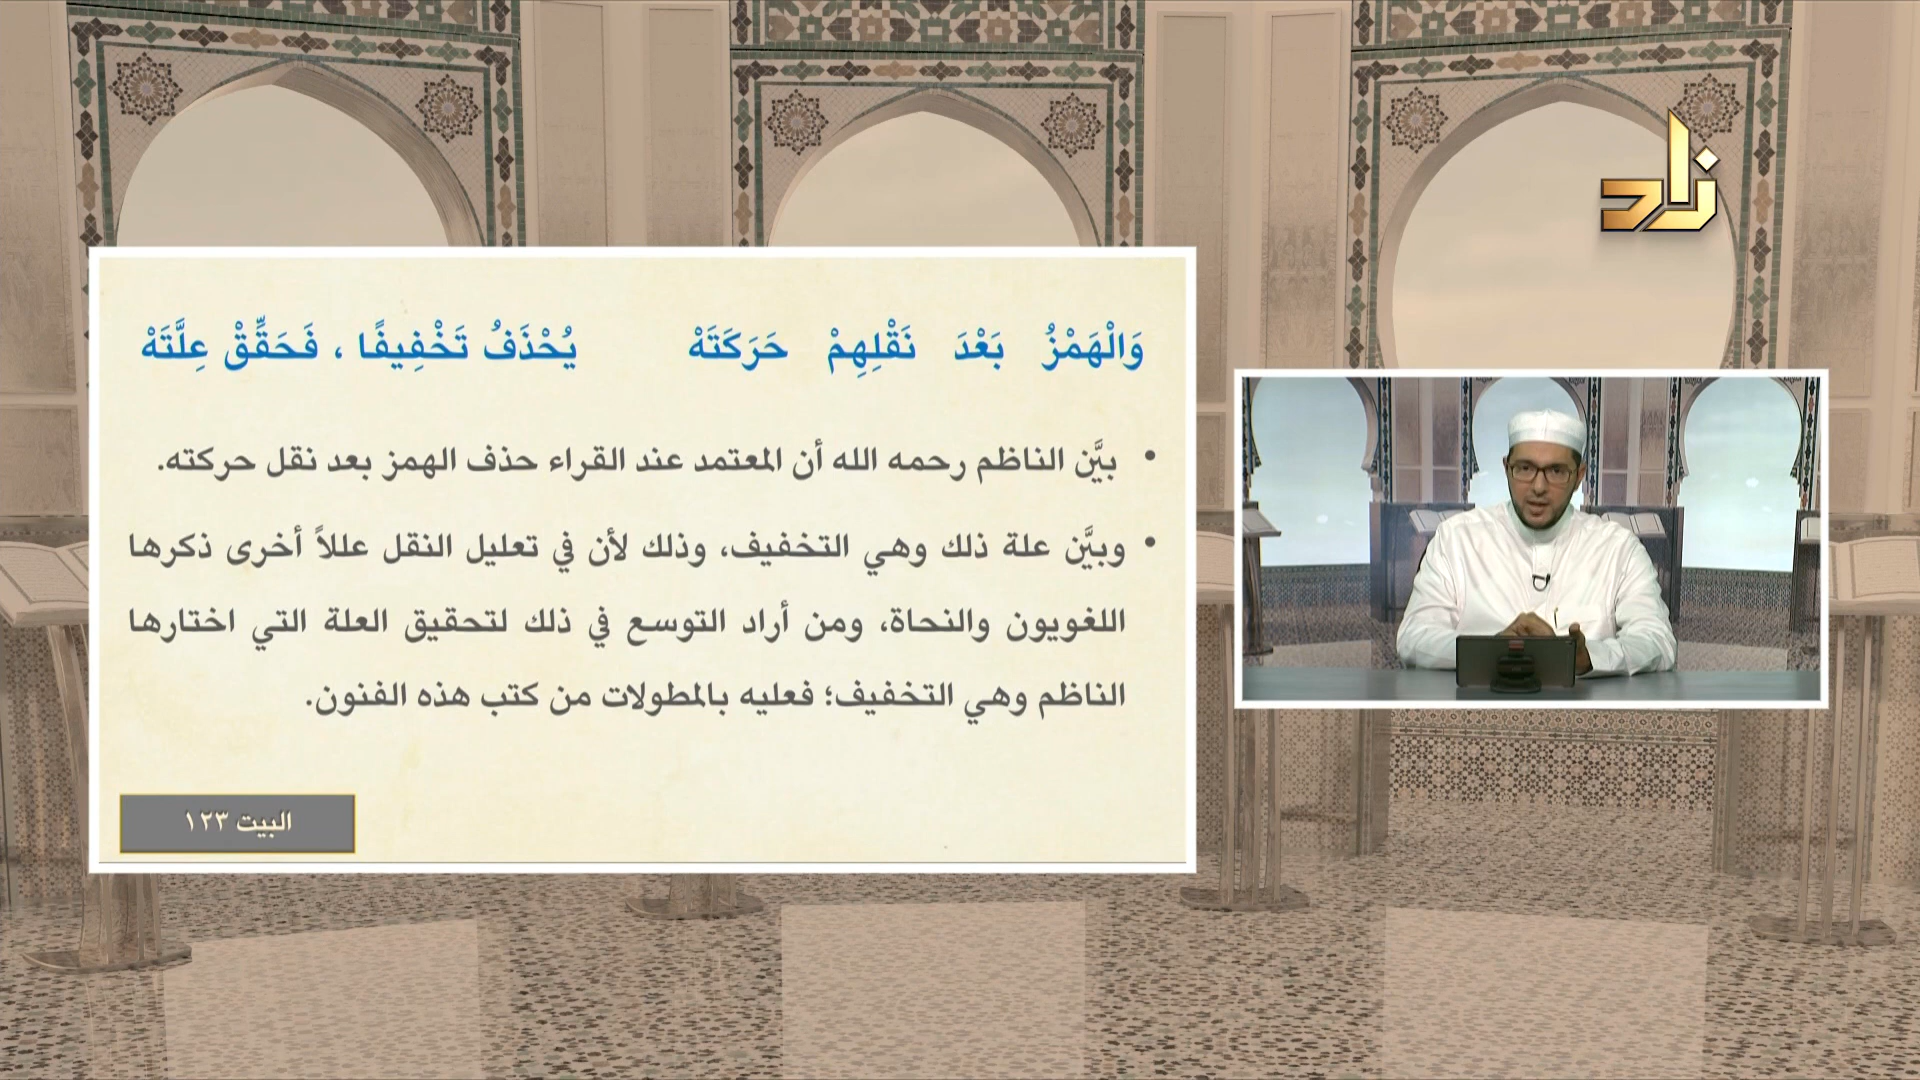 زاد
وَالْهَمْزُ بَعْدَ نَقْلِهِمْ حَرَكَتَهْ يُحْذَفُ تَخْفِيفًا ، فَحَقِّقْ عِلَّتَهْ
• بيَّن الناظم رحمه الله أن المعتمد عند القراء حذف الهمز بعد نقل حركته.
• وبيَّن علة ذلك وهي التخفيف، وذلك لأن في تعليل النقل عللاً أخرى ذكرها
اللغويون والنحاة، ومن أراد التوسع في ذلك لتحقيق العلة التي اختارها
الناظم وهي التخفيف؛ فعليه بالمطولات من كتب هذه الفنون.
البيت ١٢٣